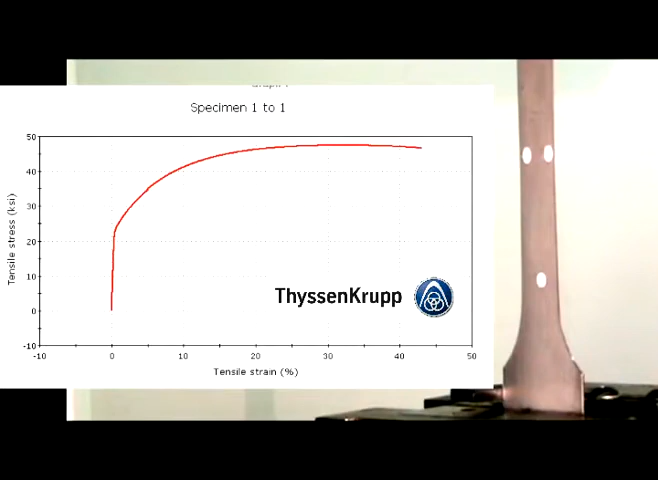 Specimen 1 to 1
50
40
30
20
10
0
-10
Tensile stress (ksi)
-10 0 10 20 30 40 50
Tensile strain (%)
ThyssenKrupp